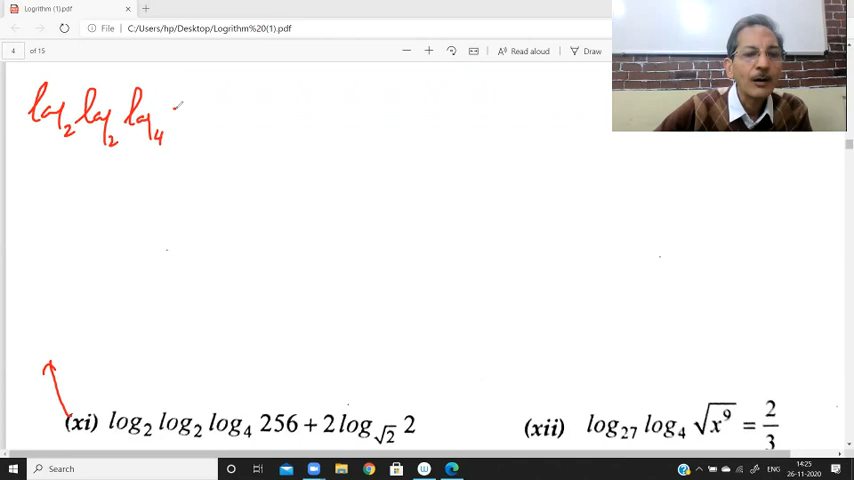 Logrithm (1).pdf
File | C:/Users/hp/Desktop/Logrithm%20(1).pdf
4 of 15
Read aloud
Draw
log₂ log₂ log₄
(xi) log₂ log₂ log₄ 256 + 2 log_√2 2
(xii) log₂₇ log₄ √x⁹ = 2/3
Search
ENG
14:25
26-11-2020